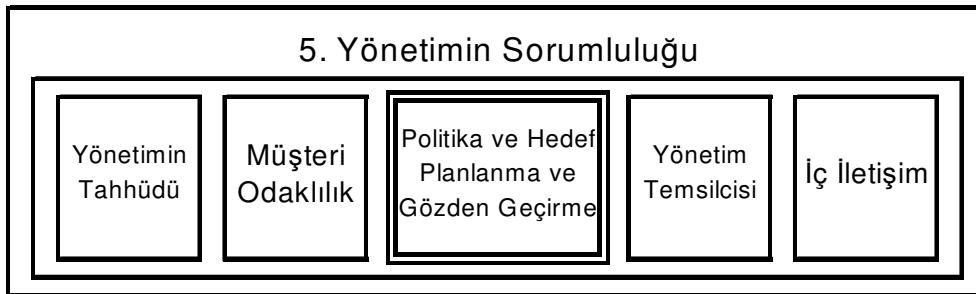 5. Yönetimin Sorumluluğu
Yönetimin
Tahhüdü
Müşteri
Odaklılık
Politika ve Hedef
Planlanma ve
Gözden Geçirme
Yönetim
Temsilcisi
İç İletişim